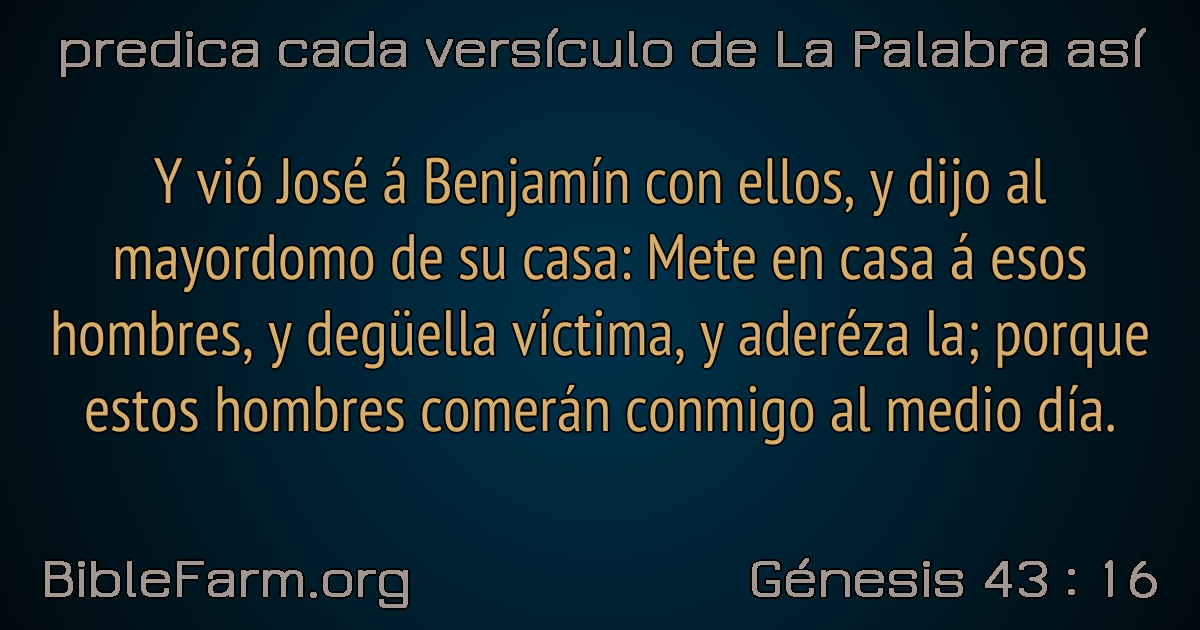 predica cada versículo de La Palabra así
Y vió José á Benjamín con ellos, y dijo al
mayordomo de su casa: Mete en casa á esos
hombres, y degüella víctima, y aderéza la; porque
estos hombres comerán conmigo al medio día.
BibleFarm.org
Génesis 43 : 16